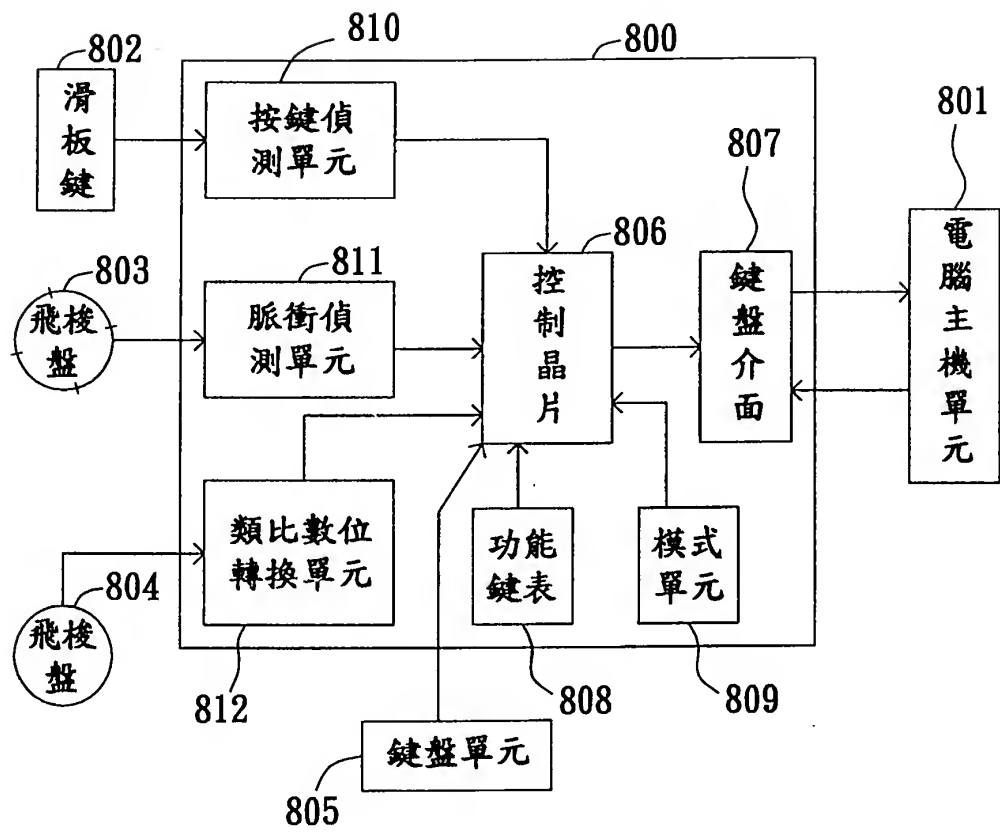 802
滑板鍵
810
按鍵偵
測單元
800
801
電腦主機單元
807
鍵盤介面
806
控制晶片
803
飛梭
盤
811
脈衝偵
測單元
804
飛梭
盤
類比數位
轉換單元
812
功能
鍵表
808
模式
單元
809
鍵盤單元
805